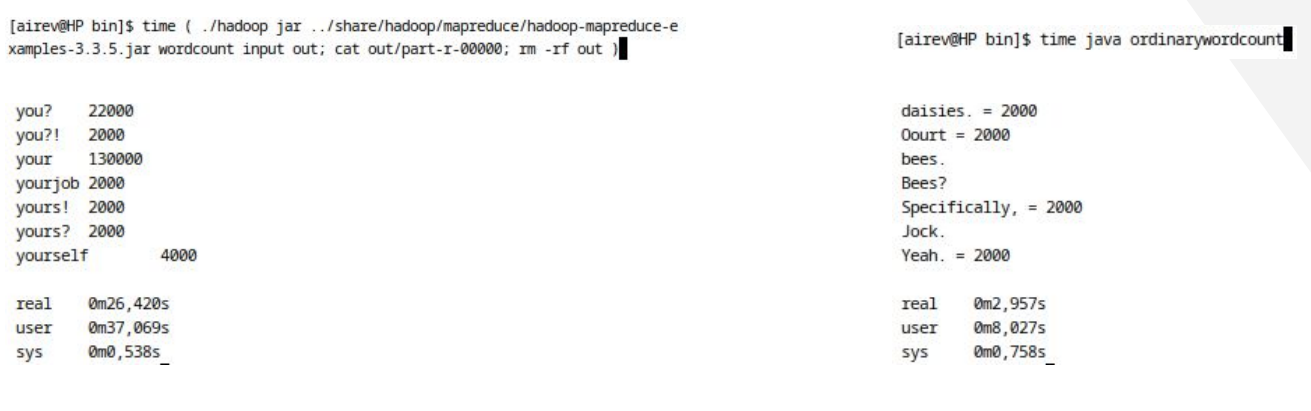 [airev@HP bin]$ time ( ./hadoop jar ../share/hadoop/mapreduce/hadoop-mapreduce-e
xamples-3.3.5.jar wordcount input out; cat out/part-r-00000; rm -rf out )
you? 22000
you?! 2000
your 130000
yourjob 2000
yours! 2000
yours? 2000
yourself 4000
real 0m26,420s
user 0m37,069s
sys 0m0,538s
[airev@HP bin]$ time java ordinarywordcount
daisies. = 2000
Oourt = 2000
bees.
Bees?
Specifically, = 2000
Jock.
Yeah. = 2000
real 0m2,957s
user 0m8,027s
sys 0m0,758s